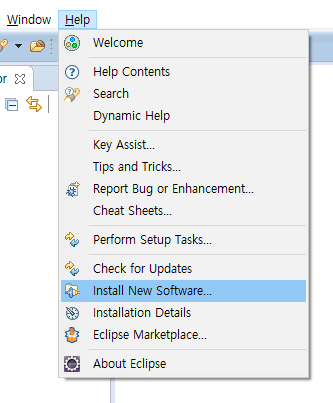 Window Help
Welcome
or
Help Contents
Search
Dynamic Help
Key Assist...
Tips and Tricks...
Report Bug or Enhancement...
Cheat Sheets...
Perform Setup Tasks...
Check for Updates
Install New Software...
Installation Details
Eclipse Marketplace...
About Eclipse